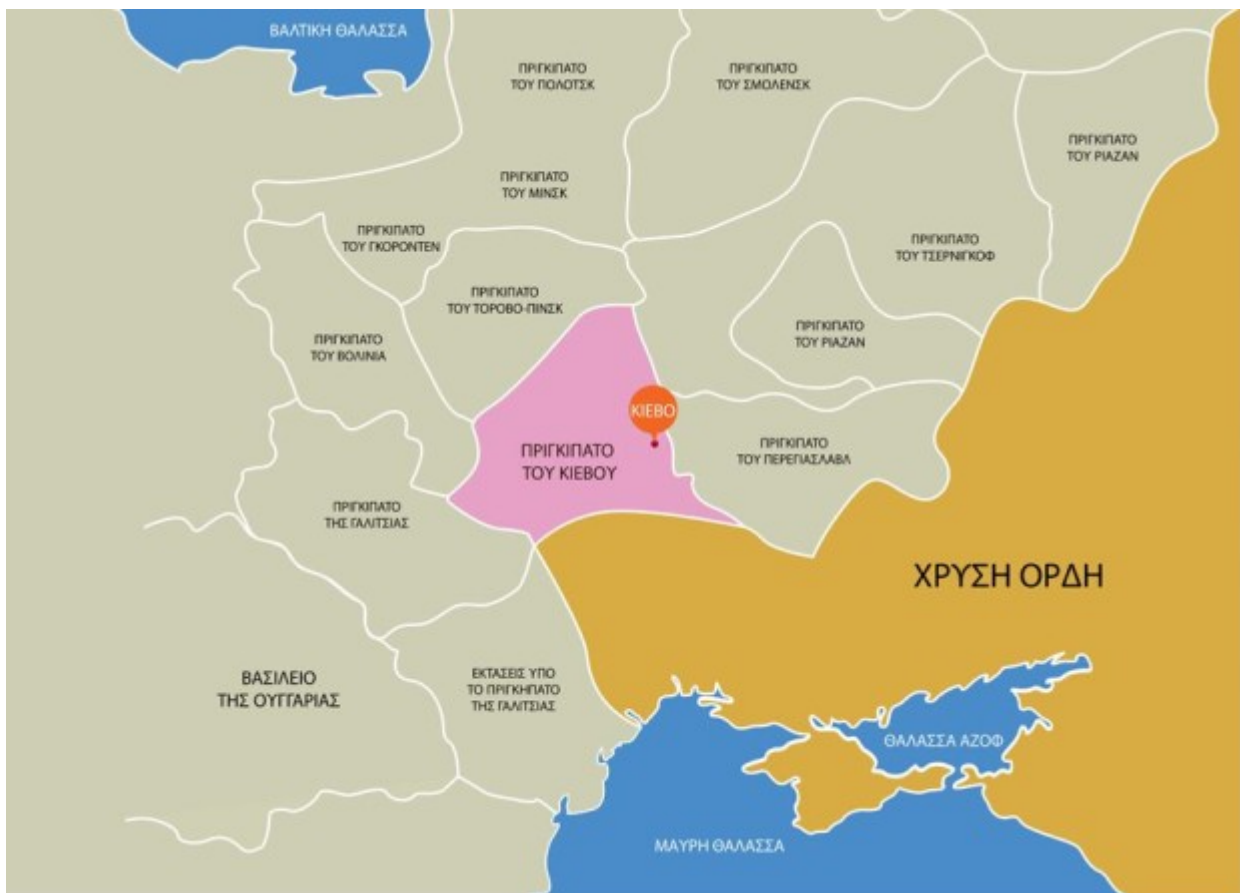 ΒΑΛΤΙΚΗ ΘΑΛΑΣΣΑ
ΠΡΙΓΚΙΠΑΤΟ
ΤΟΥ ΠΟΛΟΤΣΚ
ΠΡΙΓΚΙΠΑΤΟ
ΤΟΥ ΣΜΟΛΕΝΣΚ
ΠΡΙΓΚΙΠΑΤΟ
ΤΟΥ ΡΙΑΖΑΝ
ΠΡΙΓΚΙΠΑΤΟ
ΤΟΥ ΜΙΝΣΚ
ΠΡΙΓΚΙΠΑΤΟ
ΤΟΥ ΓΚΟΡΟΝΤΕΝ
ΠΡΙΓΚΙΠΑΤΟ
ΤΟΥ ΤΣΕΡΝΙΓΚΟΦ
ΠΡΙΓΚΙΠΑΤΟ
ΤΟΥ ΤΟΡΟΒΟ-ΠΙΝΣΚ
ΠΡΙΓΚΙΠΑΤΟ
ΤΟΥ ΒΟΛΙΝΙΑ
ΠΡΙΓΚΙΠΑΤΟ
ΤΟΥ ΡΙΑΖΑΝ
ΚΙΕΒΟ
ΠΡΙΓΚΙΠΑΤΟ
ΤΟΥ ΚΙΕΒΟΥ
ΠΡΙΓΚΙΠΑΤΟ
ΤΟΥ ΠΕΡΕΓΙΑΣΛΑΒΛ
ΠΡΙΓΚΙΠΑΤΟ
ΤΗΣ ΓΑΛΙΤΣΙΑΣ
ΧΡΥΣΗ ΟΡΔΗ
ΒΑΣΙΛΕΙΟ
ΤΗΣ ΟΥΓΓΑΡΙΑΣ
ΕΚΤΑΣΕΙΣ ΥΠΟ
ΤΟ ΠΡΙΓΚΗΠΑΤΟ
ΤΗΣ ΓΑΛΙΤΣΙΑΣ
ΘΑΛΑΣΣΑ ΑΖΟΦ
ΜΑΥΡΗ ΘΑΛΑΣΣΑ